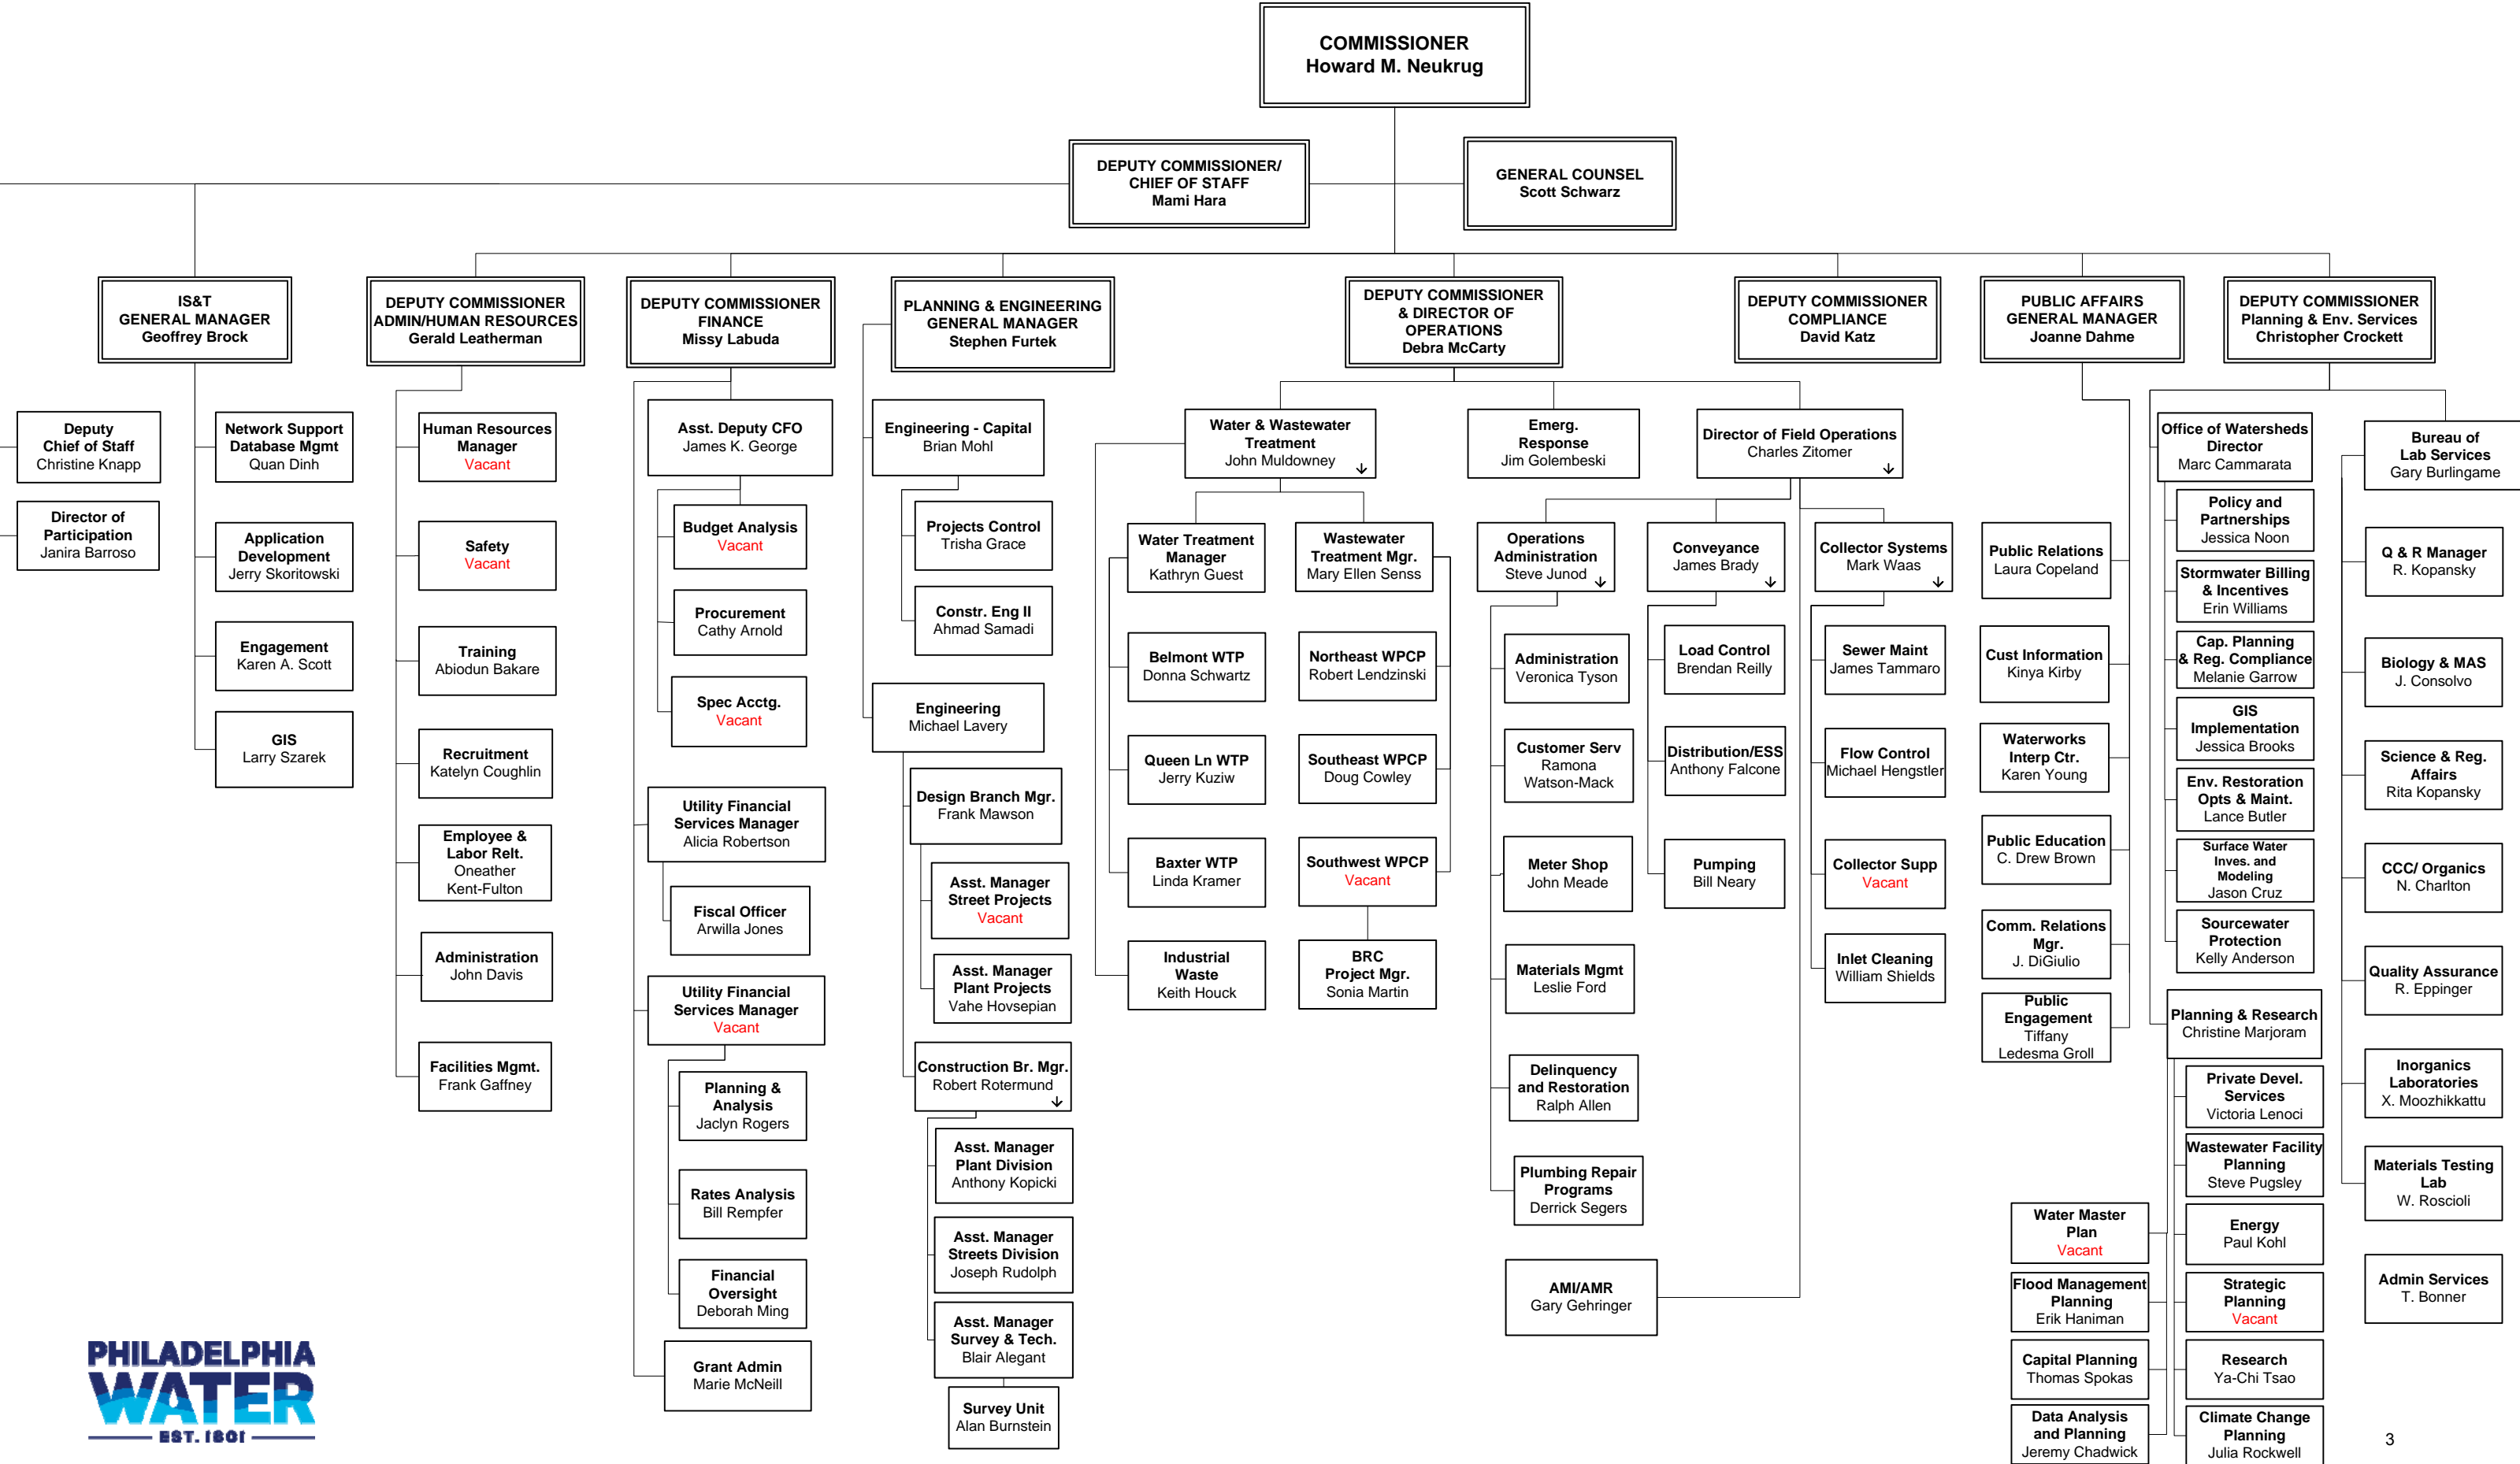 COMMISSIONER
Howard M. Neukrug
DEPUTY COMMISSIONER/
CHIEF OF STAFF
Mami Hara
GENERAL COUNSEL
Scott Schwarz
IS&T
GENERAL MANAGER
Geoffrey Brock
DEPUTY COMMISSIONER
ADMIN/HUMAN RESOURCES
Gerald Leatherman
DEPUTY COMMISSIONER
FINANCE
Missy Labuda
PLANNING & ENGINEERING
GENERAL MANAGER
Stephen Furtek
DEPUTY COMMISSIONER
& DIRECTOR OF
OPERATIONS
Debra McCarty
DEPUTY COMMISSIONER
COMPLIANCE
David Katz
PUBLIC AFFAIRS
GENERAL MANAGER
Joanne Dahme
DEPUTY COMMISSIONER
Planning & Env. Services
Christopher Crockett
Deputy
Chief of Staff
Christine Knapp
Director of
Participation
Janira Barroso
Network Support
Database Mgmt
Quan Dinh
Application
Development
Jerry Skoritowski
Engagement
Karen A. Scott
GIS
Larry Szarek
Human Resources
Manager
Vacant
Safety
Vacant
Training
Abiodun Bakare
Recruitment
Katelyn Coughlin
Employee &
Labor Relt.
Oneather
Kent-Fulton
Administration
John Davis
Facilities Mgmt.
Frank Gaffney
Asst. Deputy CFO
James K. George
Budget Analysis
Vacant
Procurement
Cathy Arnold
Spec Acctg.
Vacant
Utility Financial
Services Manager
Alicia Robertson
Fiscal Officer
Arwilla Jones
Utility Financial
Services Manager
Vacant
Planning &
Analysis
Jaclyn Rogers
Rates Analysis
Bill Rempfer
Financial
Oversight
Deborah Ming
Grant Admin
Marie McNeill
Engineering - Capital
Brian Mohl
Projects Control
Trisha Grace
Constr. Eng II
Ahmad Samadi
Engineering
Michael Lavery
Design Branch Mgr.
Frank Mawson
Asst. Manager
Street Projects
Vacant
Asst. Manager
Plant Projects
Vahe Hovsepian
Construction Br. Mgr.
Robert Rotermund
Asst. Manager
Plant Division
Anthony Kopicki
Asst. Manager
Streets Division
Joseph Rudolph
Asst. Manager
Survey & Tech.
Blair Alegant
Survey Unit
Alan Burnstein
Water & Wastewater
Treatment
John Muldowney
Emerg.
Response
Jim Golembeski
Director of Field Operations
Charles Zitomer
Water Treatment
Manager
Kathryn Guest
Belmont WTP
Donna Schwartz
Queen Ln WTP
Jerry Kuziw
Baxter WTP
Linda Kramer
Industrial
Waste
Keith Houck
Wastewater
Treatment Mgr.
Mary Ellen Senss
Northeast WPCP
Robert Lendzinski
Southeast WPCP
Doug Cowley
Southwest WPCP
Vacant
BRC
Project Mgr.
Sonia Martin
Operations
Administration
Steve Junod
Administration
Veronica Tyson
Customer Serv
Ramona
Watson-Mack
Meter Shop
John Meade
Materials Mgmt
Leslie Ford
Delinquency
and Restoration
Ralph Allen
Plumbing Repair
Programs
Derrick Segers
AMI/AMR
Gary Gehringer
Conveyance
James Brady
Load Control
Brendan Reilly
Distribution/ESS
Anthony Falcone
Pumping
Bill Neary
Collector Systems
Mark Waas
Sewer Maint
James Tammaro
Flow Control
Michael Hengstler
Collector Supp
Vacant
Inlet Cleaning
William Shields
Public Relations
Laura Copeland
Cust Information
Kinya Kirby
Waterworks
Interp Ctr.
Karen Young
Public Education
C. Drew Brown
Comm. Relations
Mgr.
J. DiGiulio
Public
Engagement
Tiffany
Ledesma Groll
Office of Watersheds
Director
Marc Cammarata
Policy and
Partnerships
Jessica Noon
Stormwater Billing
& Incentives
Erin Williams
Cap. Planning
& Reg. Compliance
Melanie Garrow
GIS
Implementation
Jessica Brooks
Env. Restoration
Opts & Maint.
Lance Butler
Surface Water
Inves. and
Modeling
Jason Cruz
Sourcewater
Protection
Kelly Anderson
Planning & Research
Christine Marjoram
Private Devel.
Services
Victoria Lenoci
Wastewater Facility
Planning
Steve Pugsley
Water Master
Plan
Vacant
Energy
Paul Kohl
Flood Management
Planning
Erik Haniman
Strategic
Planning
Vacant
Capital Planning
Thomas Spokas
Research
Ya-Chi Tsao
Data Analysis
and Planning
Jeremy Chadwick
Climate Change
Planning
Julia Rockwell
Bureau of
Lab Services
Gary Burlingame
Q & R Manager
R. Kopansky
Biology & MAS
J. Consolvo
Science & Reg.
Affairs
Rita Kopansky
CCC/ Organics
N. Charlton
Quality Assurance
R. Eppinger
Inorganics
Laboratories
X. Moozhikkattu
Materials Testing
Lab
W. Roscioli
Admin Services
T. Bonner
PHILADELPHIA
WATER
EST. 1801
3